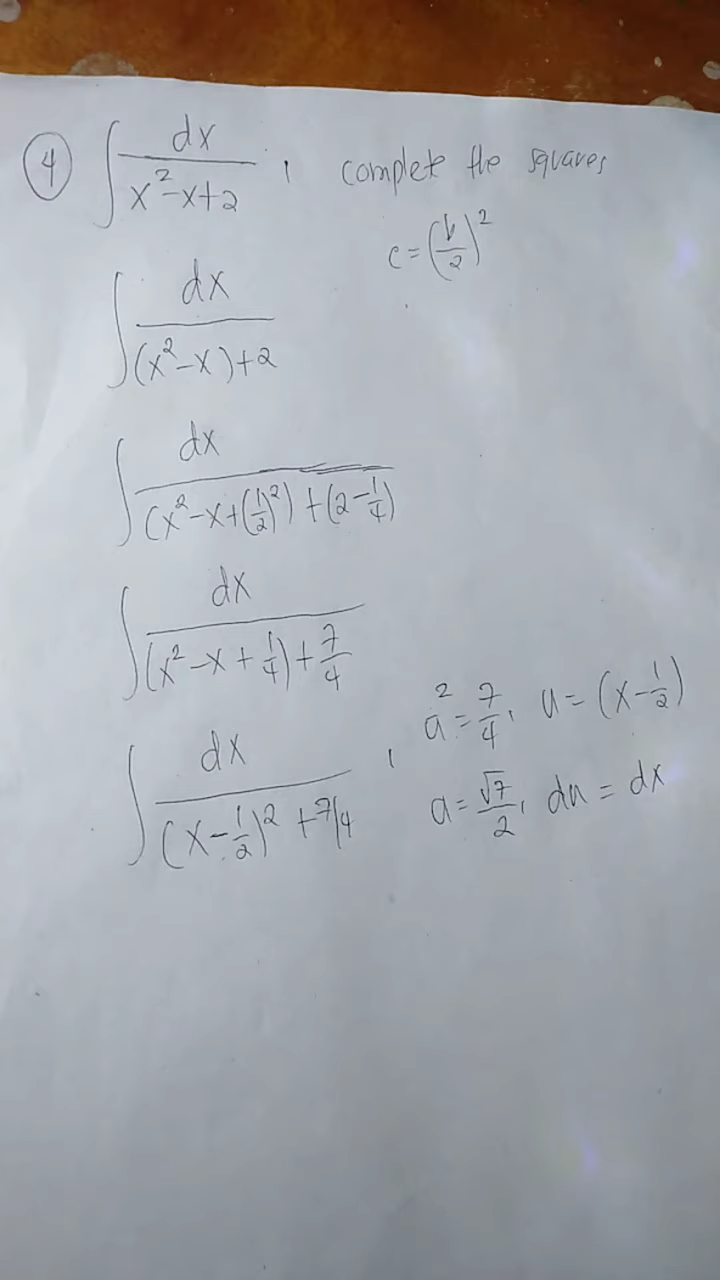 ④ ∫ dx / (x² - x + 2) , complete the squares
c = (b/2)²
∫ dx / ((x² - x) + 2)
∫ dx / ((x² - x + (1/2)²) + (2 - 1/4))
∫ dx / ((x² - x + 1/4) + 7/4)
∫ dx / ((x - 1/2)² + 7/4) , a² = 7/4 , u = (x - 1/2)
a = √7/2 , du = dx